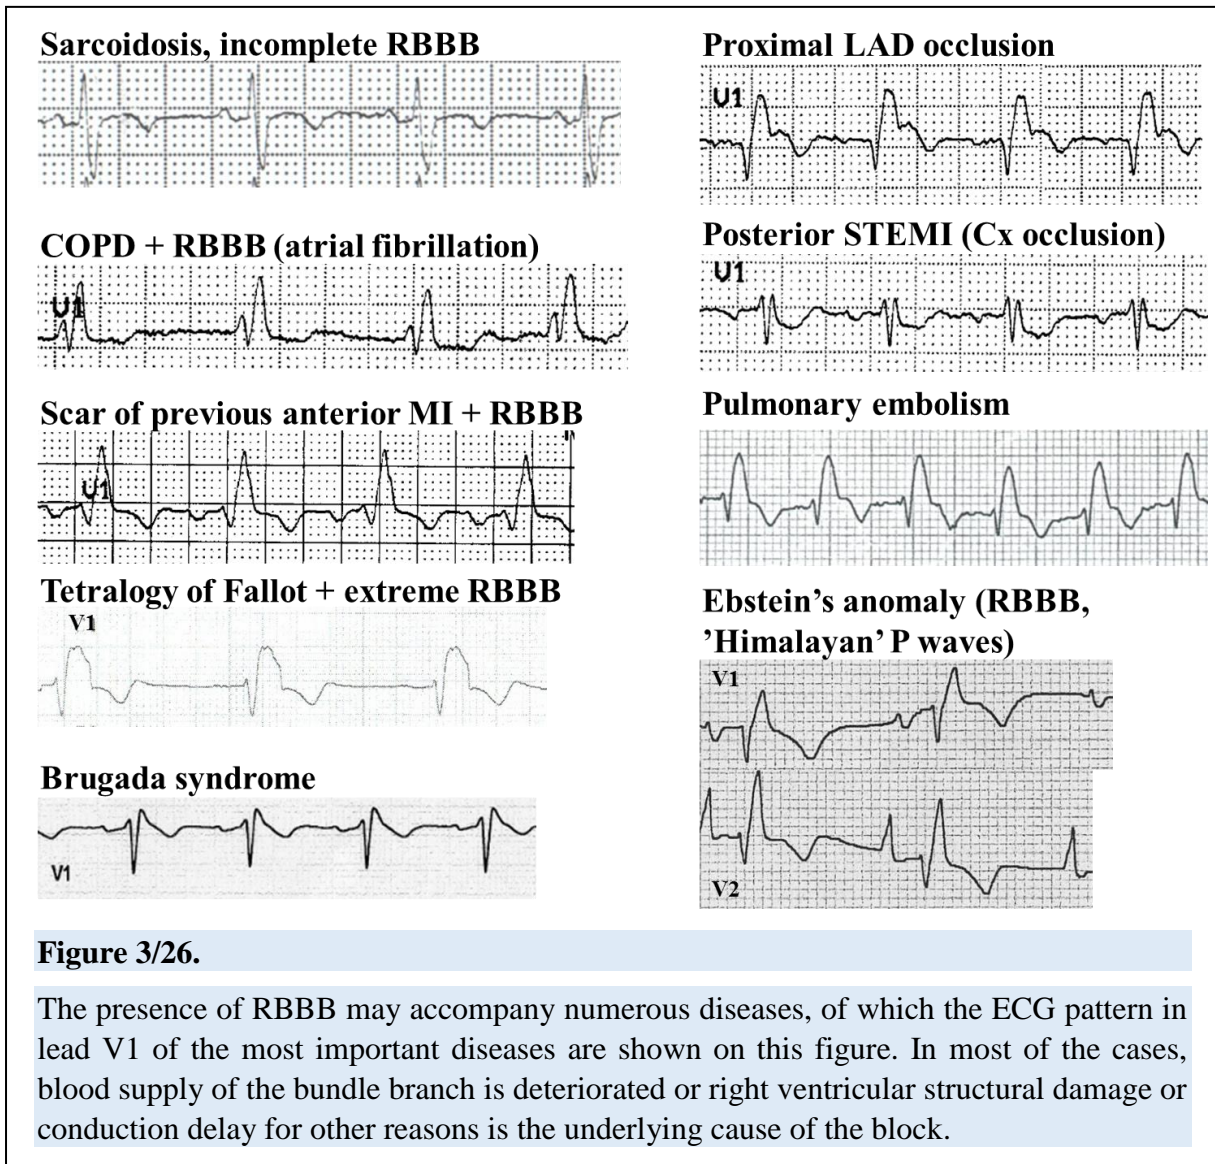 Sarcoidosis, incomplete RBBB
COPD + RBBB (atrial fibrillation)
U1
Scar of previous anterior MI + RBBB
U1
Tetralogy of Fallot + extreme RBBB
V1
Brugada syndrome
V1
Proximal LAD occlusion
U1
Posterior STEMI (Cx occlusion)
U1
Pulmonary embolism
Ebstein’s anomaly (RBBB,
’Himalayan’ P waves)
V1
V2
Figure 3/26.
The presence of RBBB may accompany numerous diseases, of which the ECG pattern in
lead V1 of the most important diseases are shown on this figure. In most of the cases,
blood supply of the bundle branch is deteriorated or right ventricular structural damage or
conduction delay for other reasons is the underlying cause of the block.